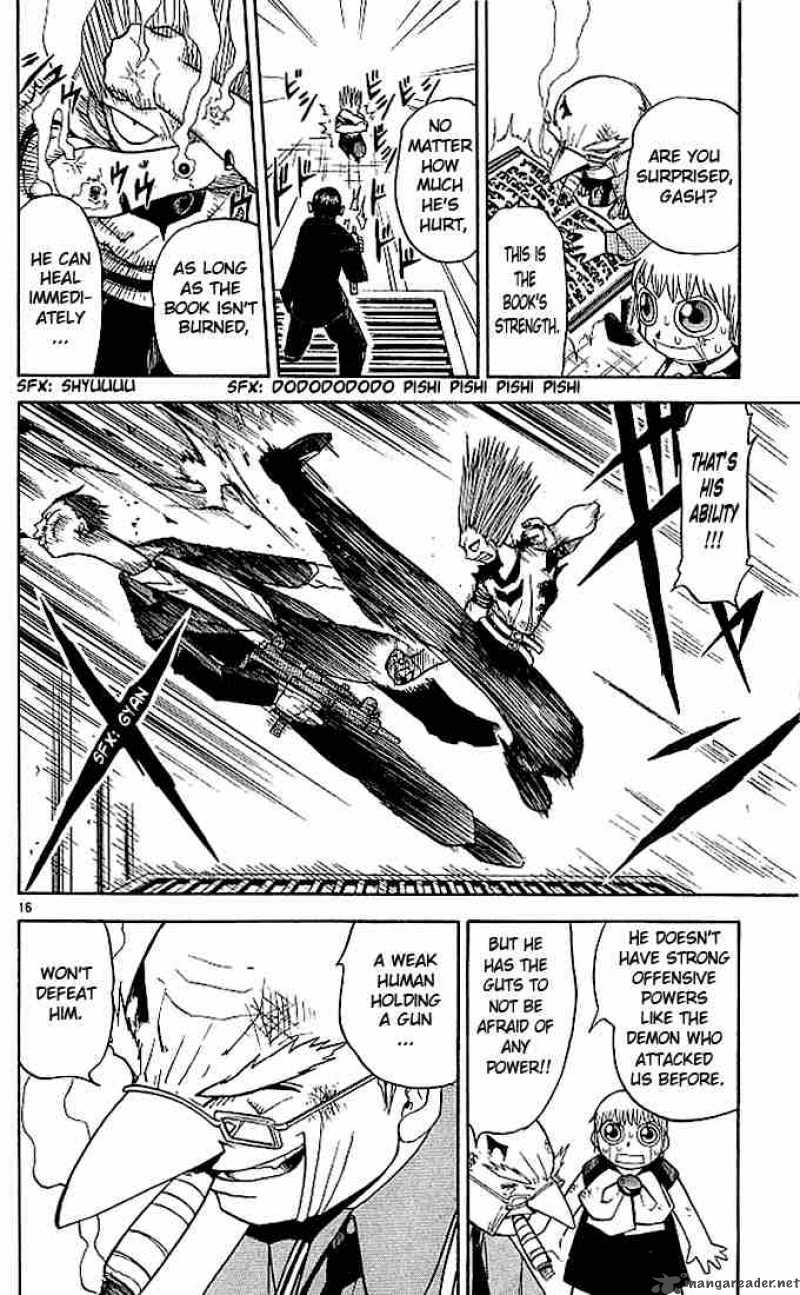 ARE YOU
SURPRISED,
GASH?
THIS IS
THE
BOOK'S
STRENGTH.
NO
MATTER
HOW
MUCH
HE'S
HURT,
AS LONG
AS THE
BOOK ISN'T
BURNED,
HE CAN
HEAL
IMMEDI-
ATELY
...
SFX: SHYUUUU
SFX: DODODODODO PISHI PISHI PISHI PISHI
THAT'S
HIS
ABILITY
!!!
SFX: GYAN
16
HE DOESN'T
HAVE STRONG
OFFENSIVE
POWERS
LIKE THE
DEMON WHO
ATTACKED
US BEFORE.
BUT HE
HAS THE
GUTS TO
NOT BE
AFRAID OF
ANY
POWER!!
A WEAK
HUMAN
HOLDING
A GUN
...
WON'T
DEFEAT
HIM.
mangareader.net